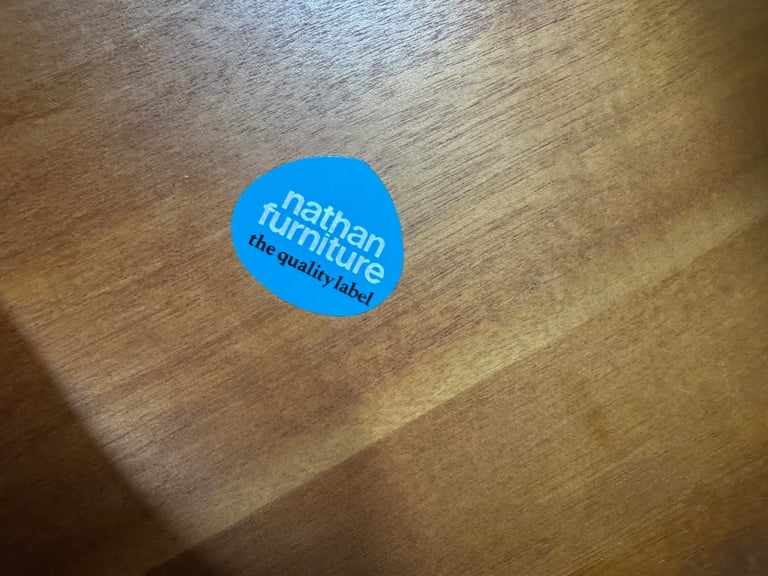 nathan
furniture
the quality label